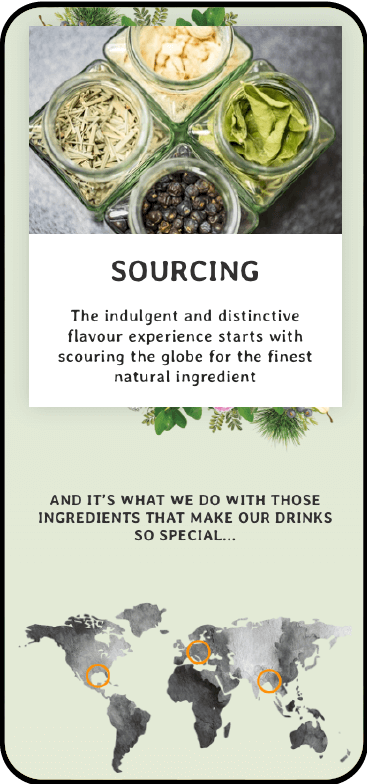 SOURCING
The indulgent and distinctive
flavour experience starts with
scouring the globe for the finest
natural ingredient
AND IT'S WHAT WE DO WITH THOSE
INGREDIENTS THAT MAKE OUR DRINKS
SO SPECIAL...